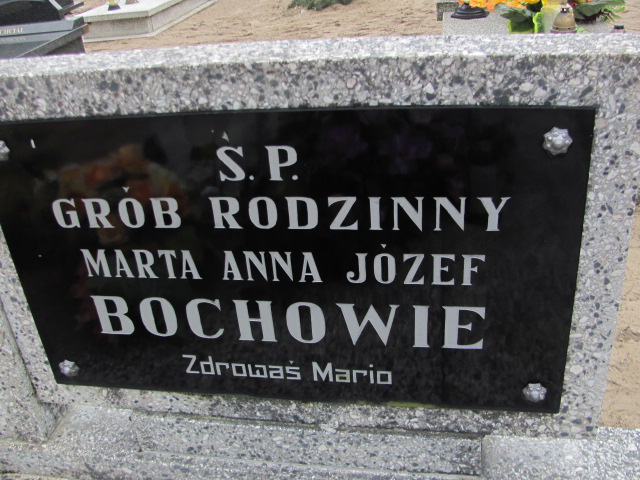 Ś.P.
GRÓB RODZINNY
MARTA ANNA JÓZEF
BOCHOWIE
Zdrowaś Mario